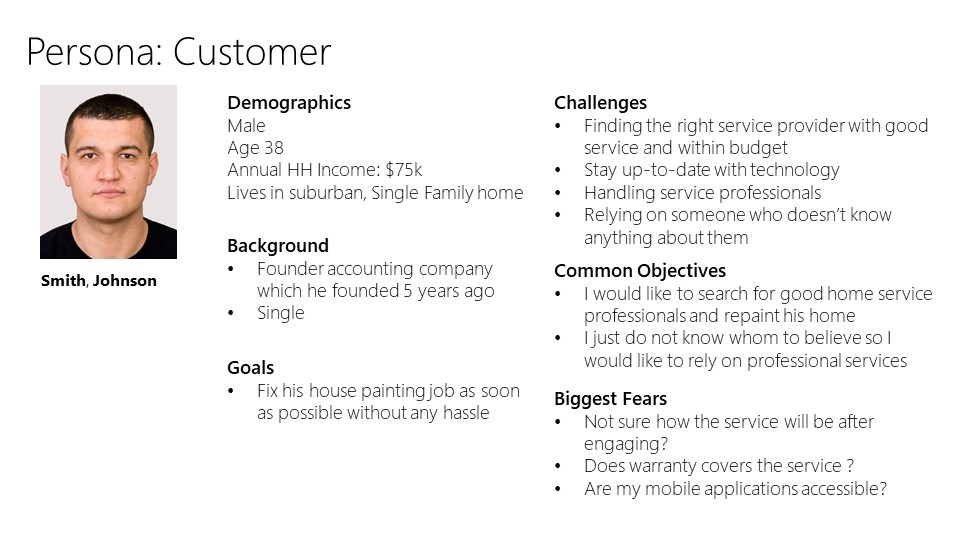 Persona: Customer
Smith, Johnson
Demographics
Male
Age 38
Annual HH Income: $75k
Lives in suburban, Single Family home
Background
• Founder accounting company
which he founded 5 years ago
• Single
Goals
• Fix his house painting job as soon
as possible without any hassle
Challenges
• Finding the right service provider with good
service and within budget
• Stay up-to-date with technology
• Handling service professionals
• Relying on someone who doesn’t know
anything about them
Common Objectives
• I would like to search for good home service
professionals and repaint his home
• I just do not know whom to believe so I
would like to rely on professional services
Biggest Fears
• Not sure how the service will be after
engaging?
• Does warranty covers the service ?
• Are my mobile applications accessible?